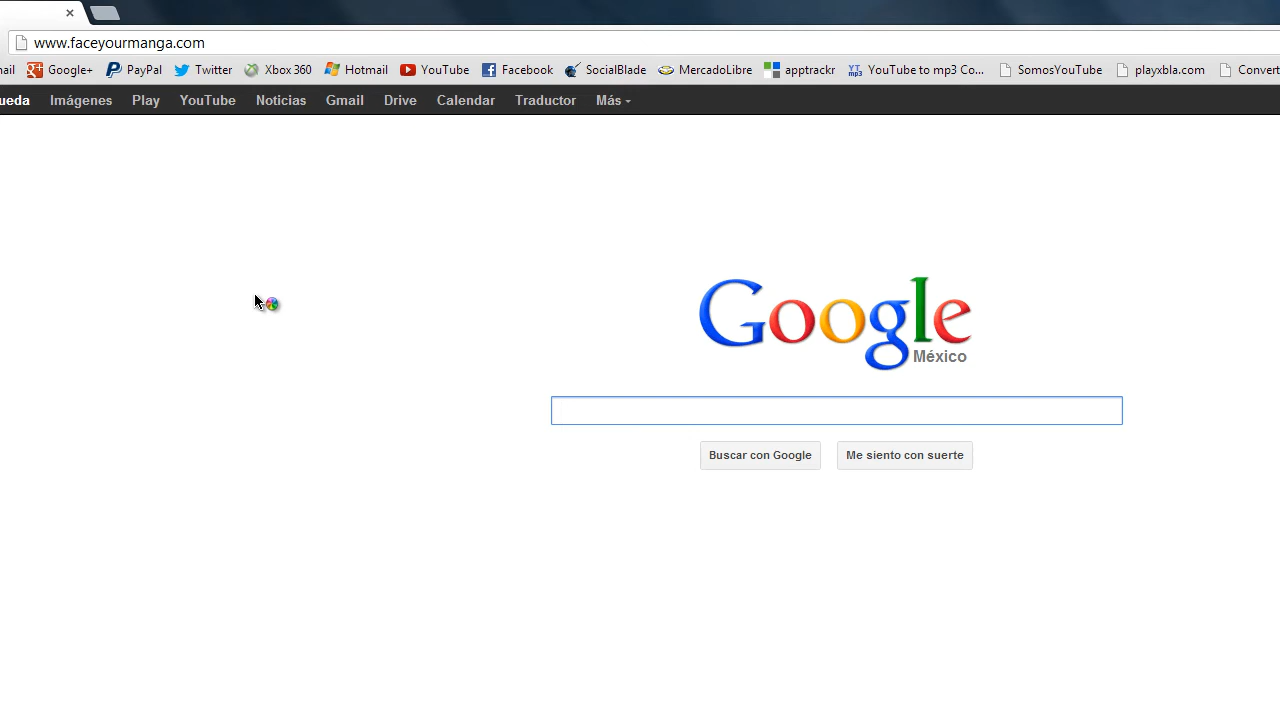 www.faceyourmanga.com
ail Google+ PayPal Twitter Xbox 360 Hotmail YouTube Facebook SocialBlade MercadoLibre apptrackr YT mp3 YouTube to mp3 Co... SomosYouTube playxbla.com Convert
ueda Imágenes Play YouTube Noticias Gmail Drive Calendar Traductor Más
Google
México
Buscar con Google Me siento con suerte